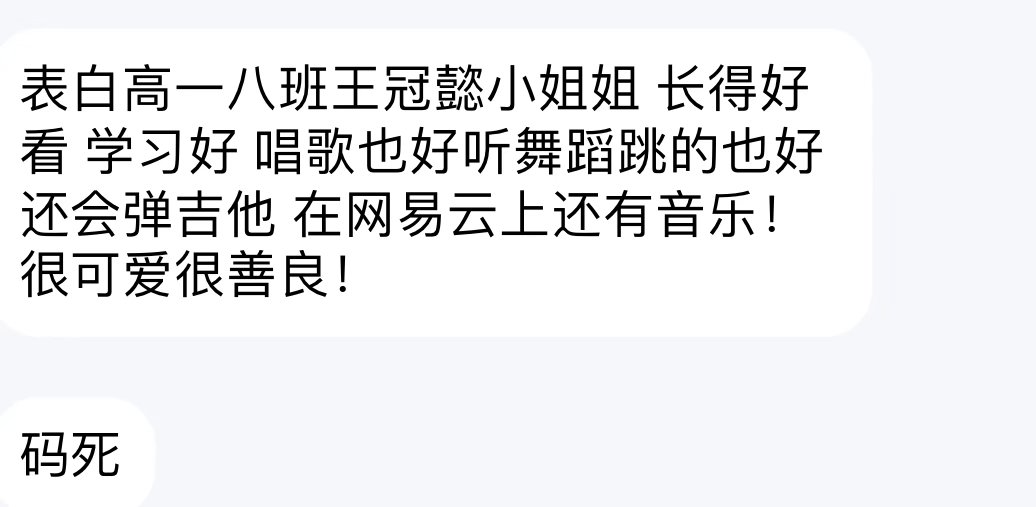 表白高一八班王冠懿小姐姐 长得好
看 学习好 唱歌也好听舞蹈跳的也好
还会弹吉他 在网易云上还有音乐！
很可爱很善良！
码死